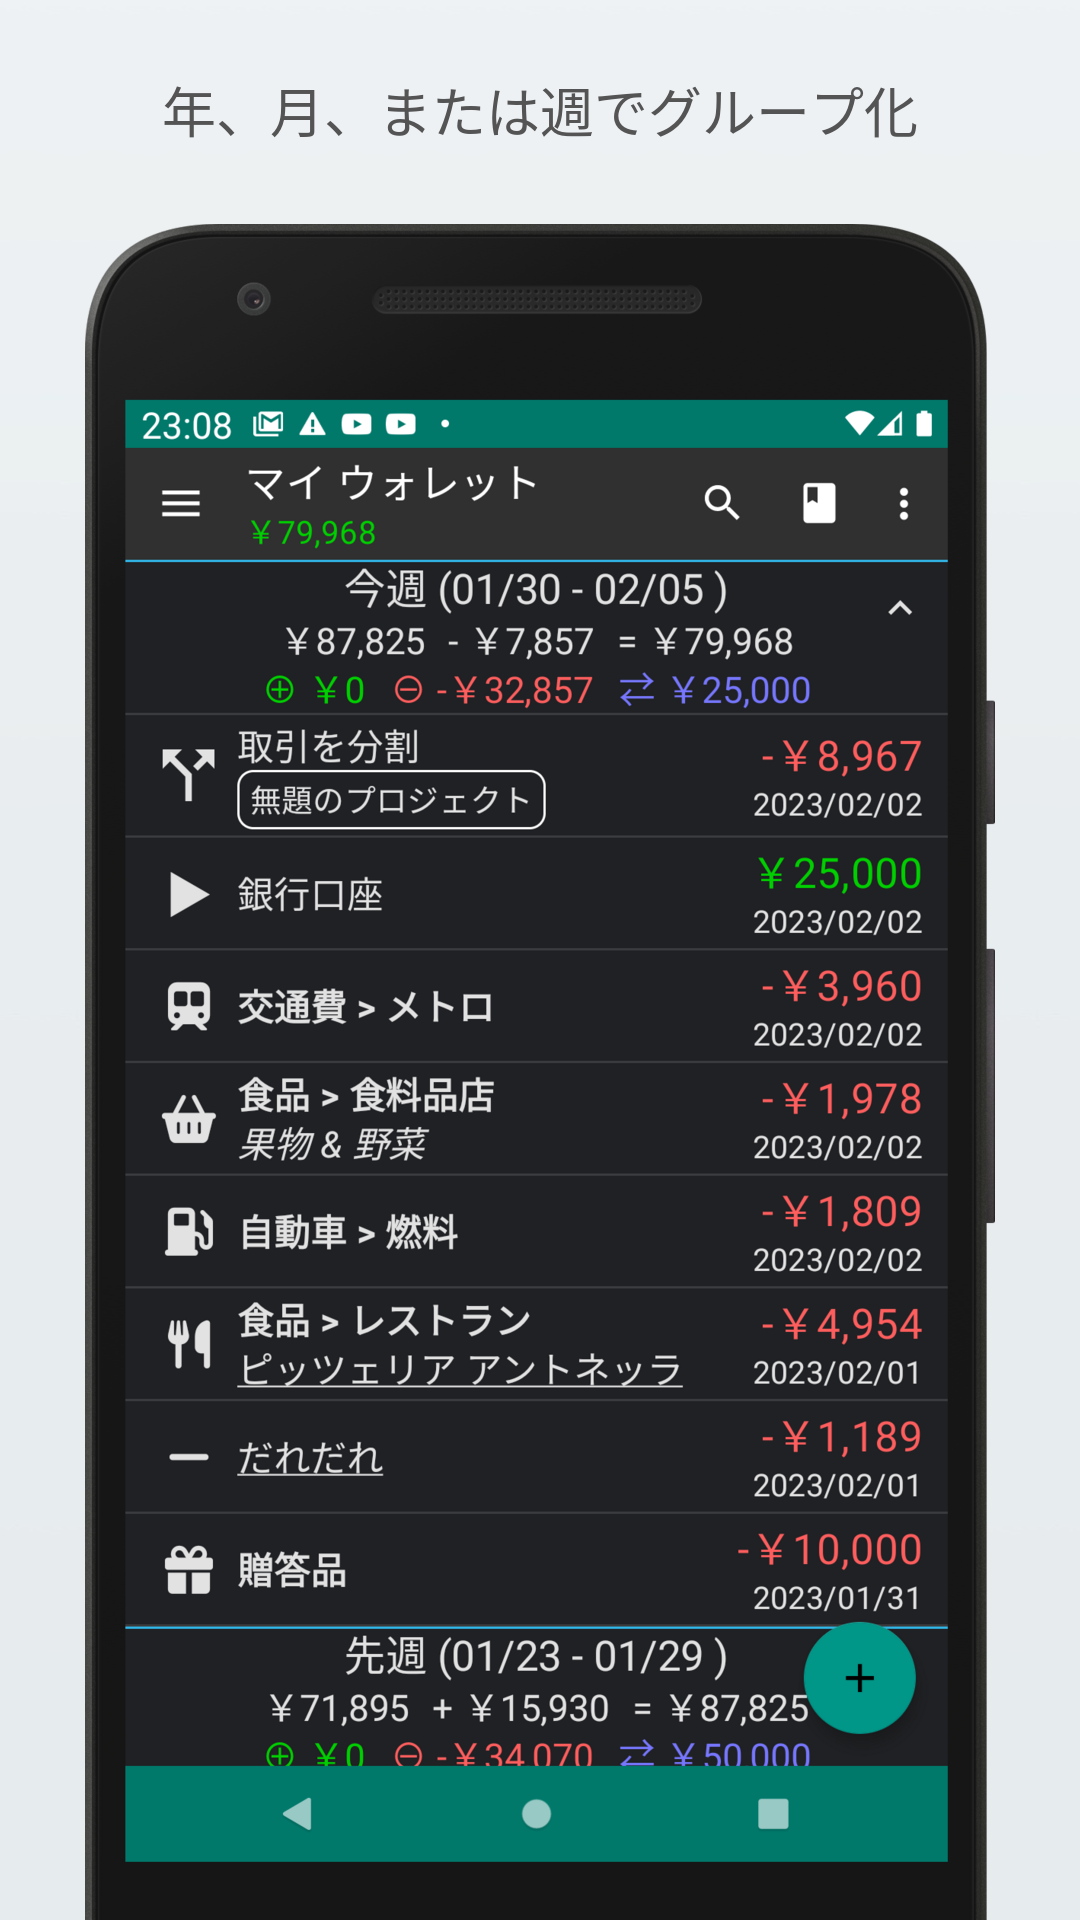 年、月、または週でグループ化
23:08
マイ ウォレット
￥79,968
今週 (01/30 - 02/05 )
￥87,825 - ￥7,857 = ￥79,968
￥0 -￥32,857 ￥25,000
取引を分割
-￥8,967
無題のプロジェクト
2023/02/02
銀行口座
￥25,000
2023/02/02
交通費 > メトロ
-￥3,960
2023/02/02
食品 > 食料品店
-￥1,978
果物 & 野菜
2023/02/02
自動車 > 燃料
-￥1,809
2023/02/02
食品 > レストラン
-￥4,954
ピッツェリア アントネッラ
2023/02/01
だれだれ
-￥1,189
2023/02/01
贈答品
-￥10,000
2023/01/31
先週 (01/23 - 01/29 )
￥71,895 + ￥15,930 = ￥87,825
￥0 -￥34,070 ￥50,000